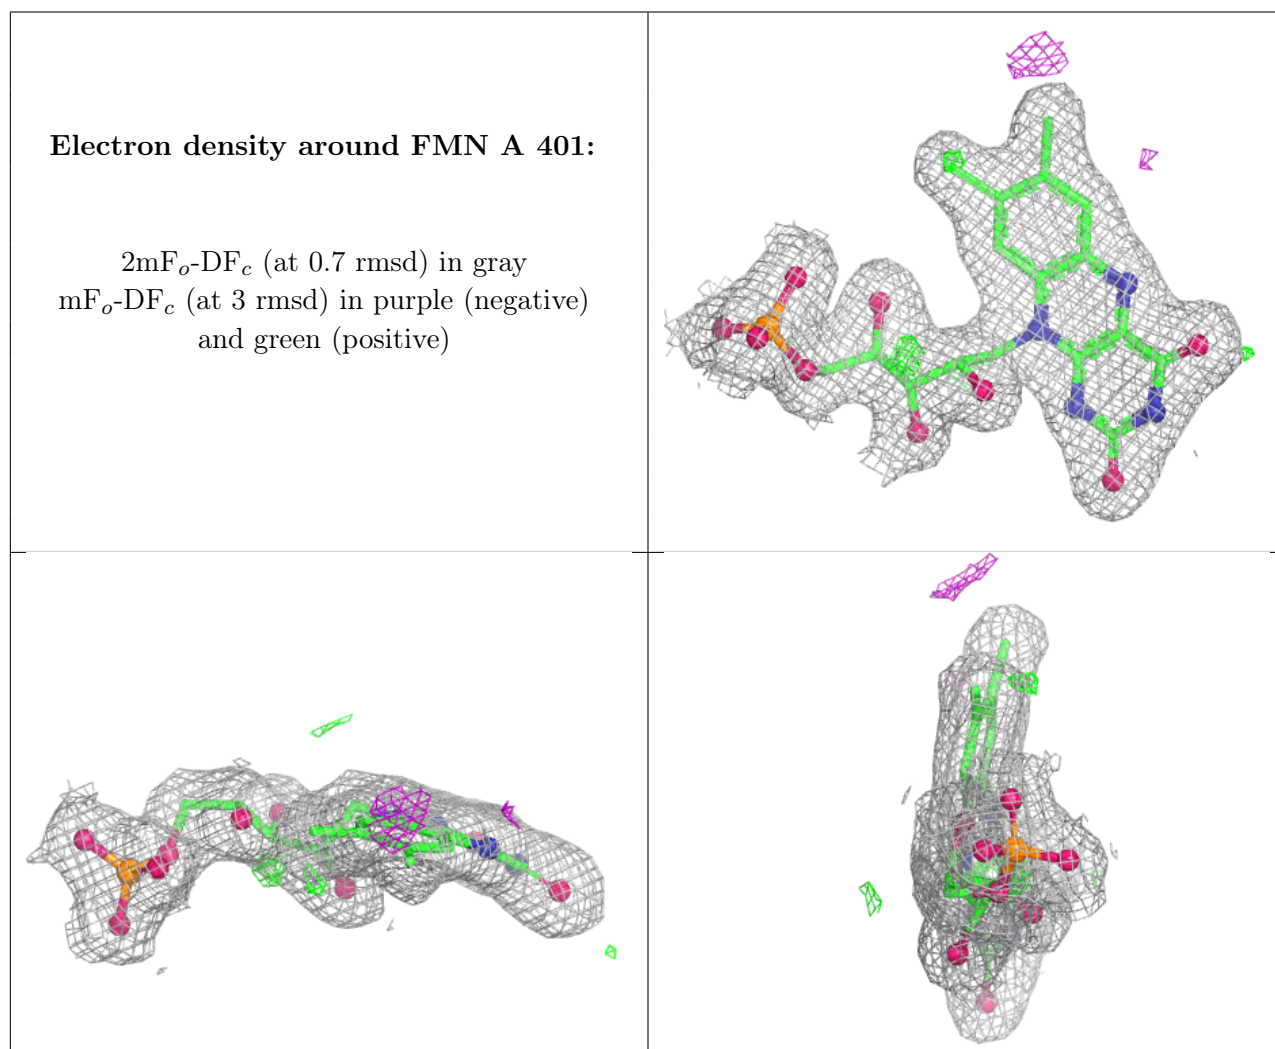 Electron density around FMN A 401:
2mFₒ-DF𝒸 (at 0.7 rmsd) in gray
mFₒ-DF𝒸 (at 3 rmsd) in purple (negative)
and green (positive)